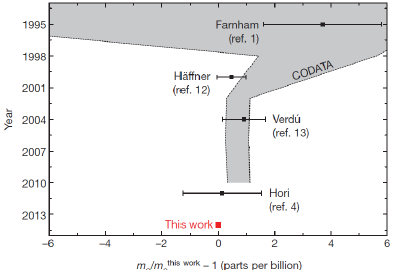 1995
Farnham
(ref. 1)
1998
CODATA
Häffner
(ref. 12)
2001
Year
2004
Verdú
(ref. 13)
2007
2010
Hori
(ref. 4)
2013
This work
−6 −4 −2 0 2 4 6
mₑ/mₑ this work − 1 (parts per billion)